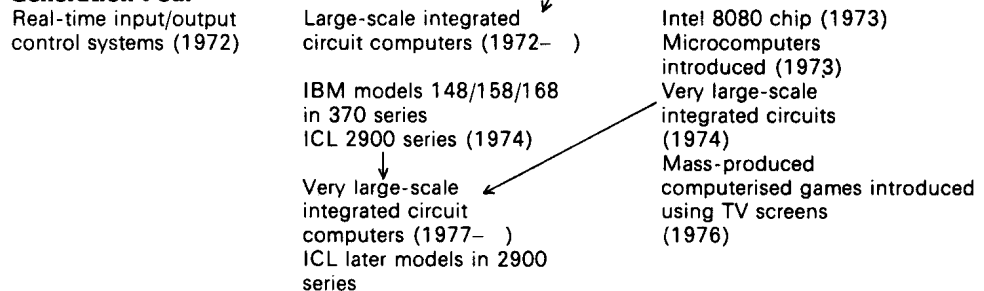 Real-time input/output
control systems (1972)
Large-scale integrated
circuit computers (1972–   )
IBM models 148/158/168
in 370 series
ICL 2900 series (1974)
Very large-scale
integrated circuit
computers (1977–   )
ICL later models in 2900
series
Intel 8080 chip (1973)
Microcomputers
introduced (1973)
Very large-scale
integrated circuits
(1974)
Mass-produced
computerised games introduced
using TV screens
(1976)